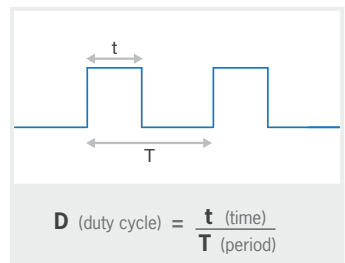 t
T
D (duty cycle) = t (time)
T (period)